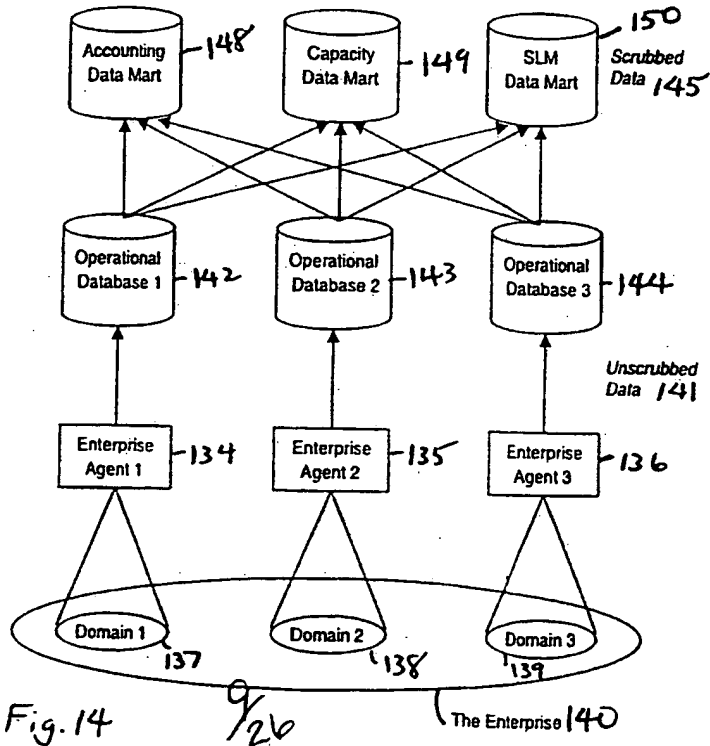 Accounting
Data Mart
148
Capacity
Data Mart
149
SLM
Data Mart
150
Scrubbed
Data 145
Operational
Database 1
142
Operational
Database 2
143
Operational
Database 3
144
Unscrubbed
Data 141
Enterprise
Agent 1
134
Enterprise
Agent 2
135
Enterprise
Agent 3
136
Domain 1
137
Domain 2
138
Domain 3
139
Fig. 14
9/26
The Enterprise 140